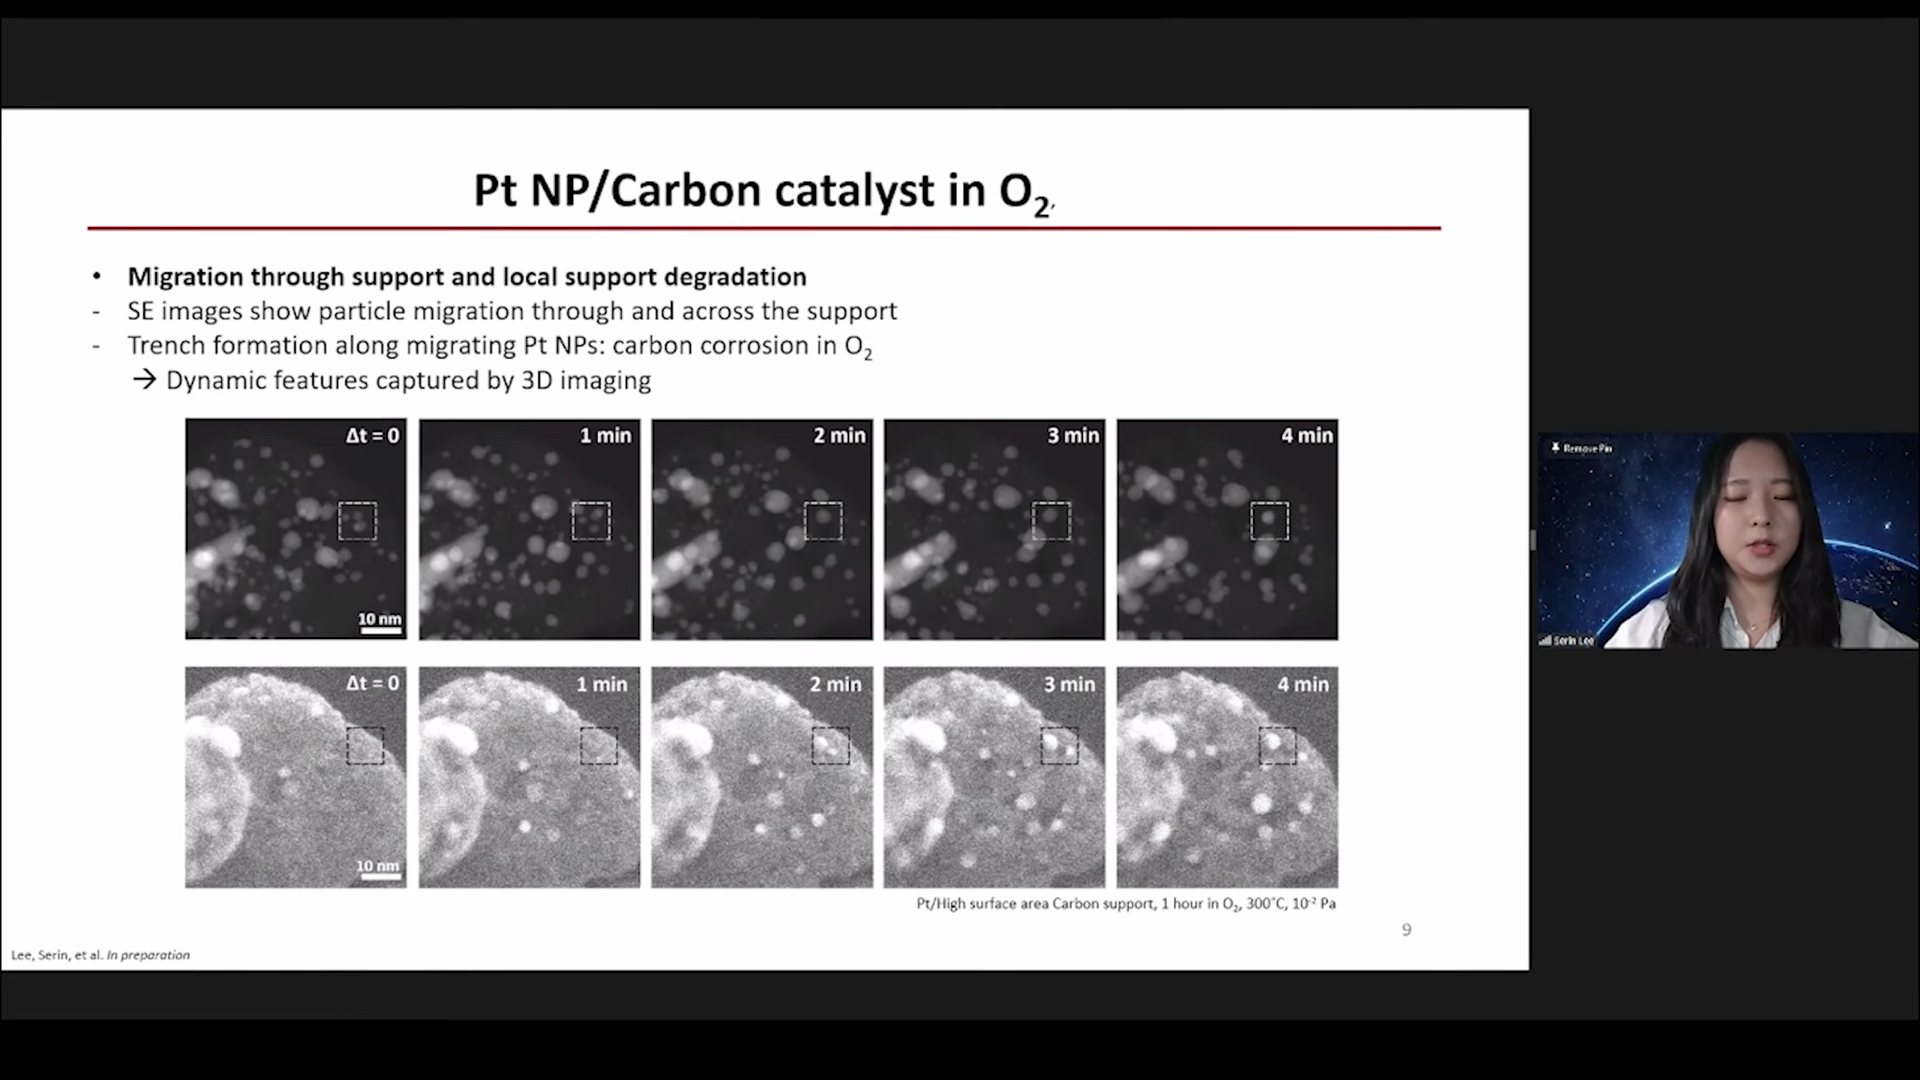 Pt NP/Carbon catalyst in O₂,
• Migration through support and local support degradation
- SE images show particle migration through and across the support
- Trench formation along migrating Pt NPs: carbon corrosion in O₂
→ Dynamic features captured by 3D imaging
Δt = 0
1 min
2 min
3 min
4 min
10 nm
Δt = 0
1 min
2 min
3 min
4 min
10 nm
Pt/High surface area Carbon support, 1 hour in O₂, 300°C, 10⁻² Pa
9
Lee, Serin, et al. In preparation
Remove Pin
Serin Lee